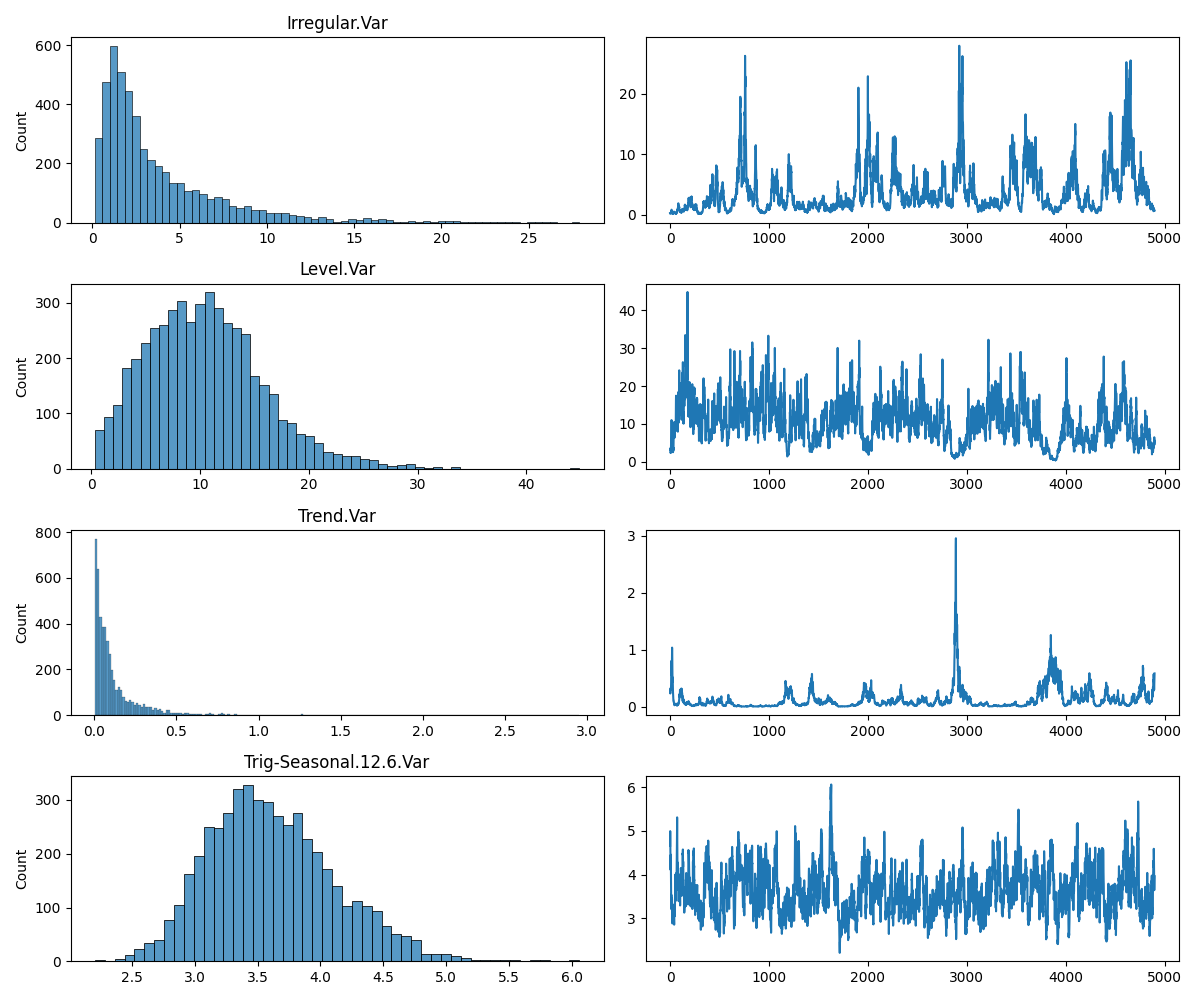 Irregular.Var
Count
600
400
200
0
0 5 10 15 20 25
20
10
0
0 1000 2000 3000 4000 5000
Level.Var
Count
300
200
100
0
0 10 20 30 40
40
30
20
10
0
0 1000 2000 3000 4000 5000
Trend.Var
Count
800
600
400
200
0
0.0 0.5 1.0 1.5 2.0 2.5 3.0
3
2
1
0
0 1000 2000 3000 4000 5000
Trig-Seasonal.12.6.Var
Count
300
200
100
0
2.5 3.0 3.5 4.0 4.5 5.0 5.5 6.0
6
5
4
3
0 1000 2000 3000 4000 5000